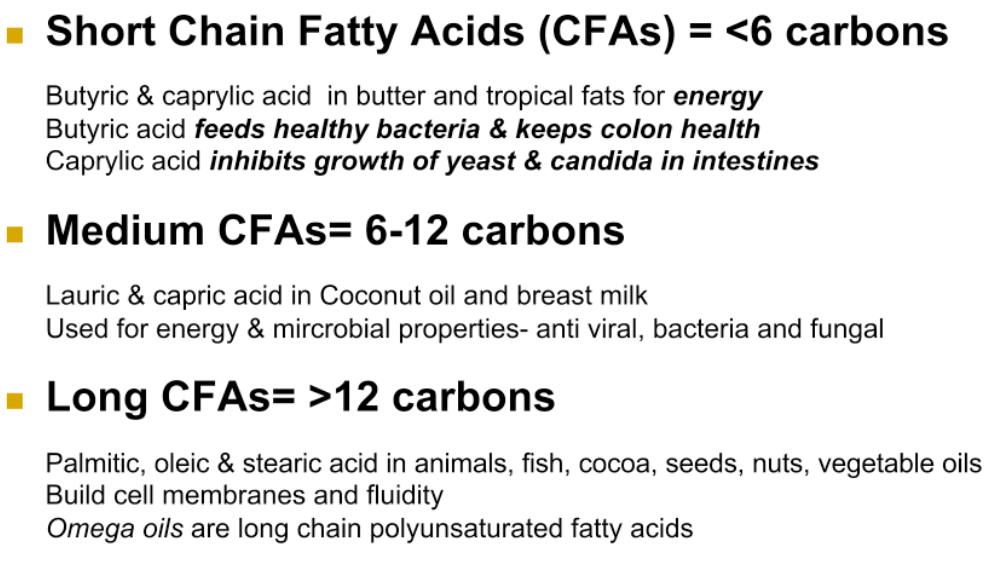 Short Chain Fatty Acids (CFAs) = <6 carbons
Butyric & caprylic acid  in butter and tropical fats for energy
Butyric acid feeds healthy bacteria & keeps colon health
Caprylic acid inhibits growth of yeast & candida in intestines
Medium CFAs= 6-12 carbons
Lauric & capric acid in Coconut oil and breast milk
Used for energy & mircrobial properties- anti viral, bacteria and fungal
Long CFAs= >12 carbons
Palmitic, oleic & stearic acid in animals, fish, cocoa, seeds, nuts, vegetable oils
Build cell membranes and fluidity
Omega oils are long chain polyunsaturated fatty acids